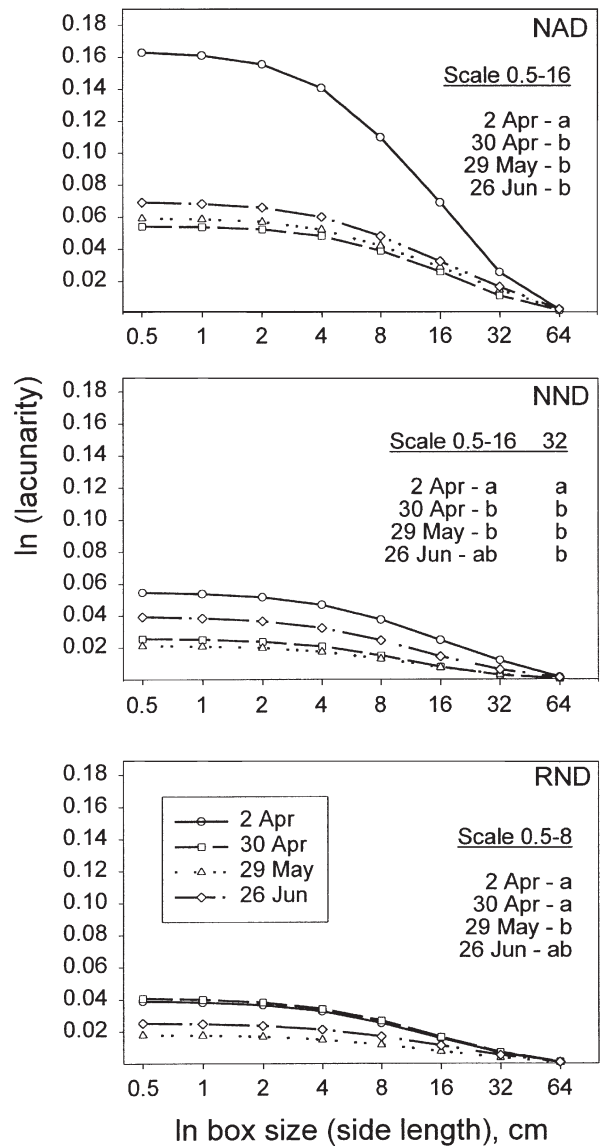 NAD
0.18
0.16
0.14
0.12
0.10
0.08
0.06
0.04
0.02
Scale 0.5-16
2 Apr - a
30 Apr - b
29 May - b
26 Jun - b
0.5 1 2 4 8 16 32 64
ln (lacunarity)
NND
0.18
0.16
0.14
0.12
0.10
0.08
0.06
0.04
0.02
Scale 0.5-16 32
2 Apr - a a
30 Apr - b b
29 May - b b
26 Jun - ab b
0.5 1 2 4 8 16 32 64
RND
0.18
0.16
0.14
0.12
0.10
0.08
0.06
0.04
0.02
2 Apr
30 Apr
29 May
26 Jun
Scale 0.5-8
2 Apr - a
30 Apr - a
29 May - b
26 Jun - ab
0.5 1 2 4 8 16 32 64
ln box size (side length), cm